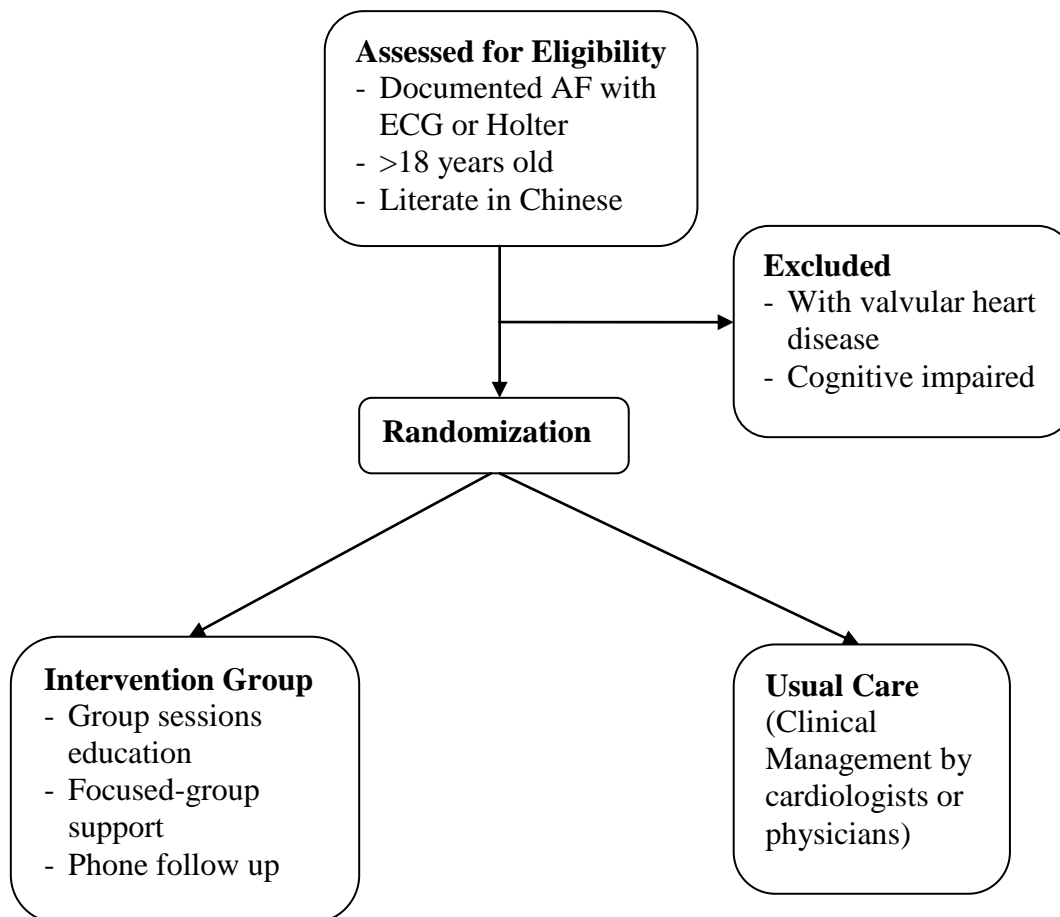 Assessed for Eligibility
- Documented AF with
ECG or Holter
- >18 years old
- Literate in Chinese
Excluded
- With valvular heart
disease
- Cognitive impaired
Randomization
Intervention Group
- Group sessions
education
- Focused-group
support
- Phone follow up
Usual Care
(Clinical
Management by
cardiologists or
physicians)